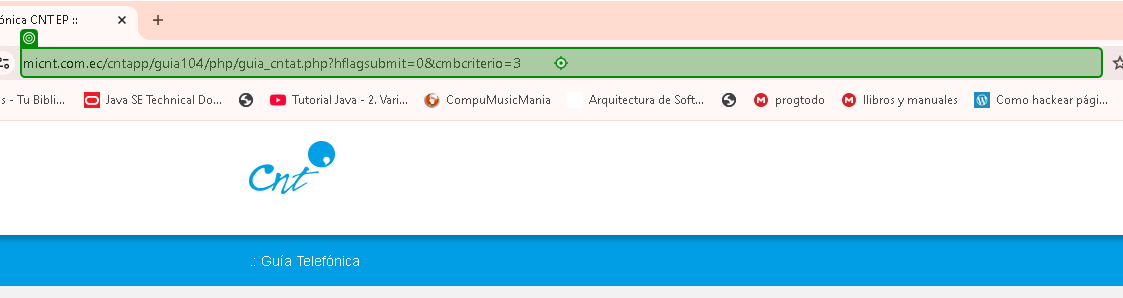 ónica CNT EP ::
micnt.com.ec/cntapp/guia104/php/guia_cntat.php?hflagsubmit=0&cmbcriterio=3
s - Tu Bibli... Java SE Technical Do... Tutorial Java - 2. Vari... CompuMusicMania Arquitectura de Soft... progtodo llibros y manuales Como hackear pági...
Cnt
.: Guía Telefónica